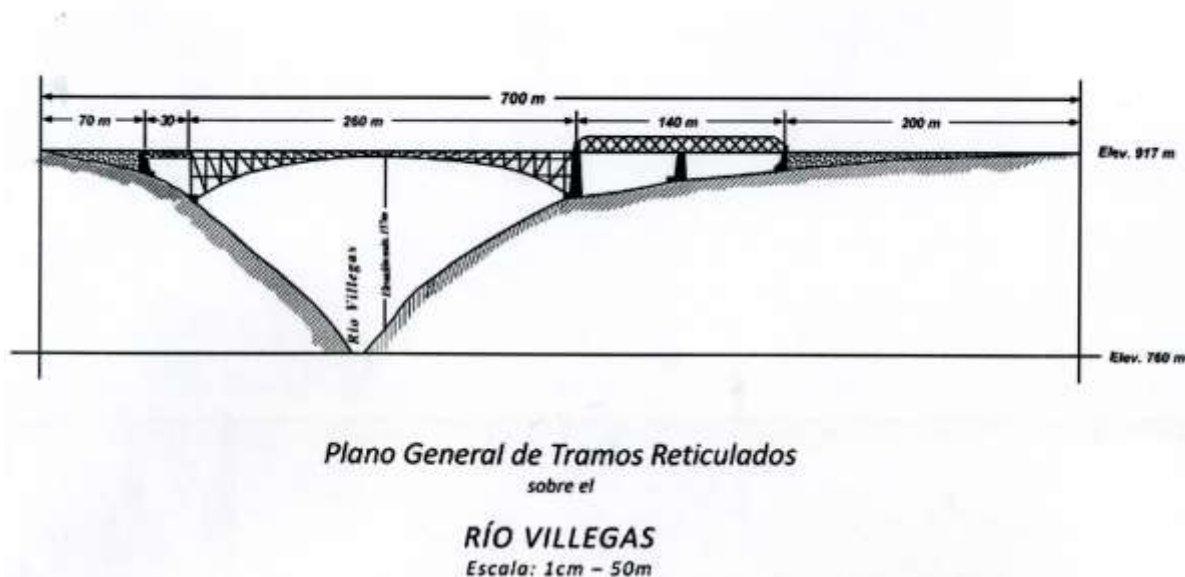 700 m
70 m 30 260 m 140 m 200 m
Elev. 917 m
Río Villegas
Elev. 760 m
Plano General de Tramos Reticulados
sobre el
RÍO VILLEGAS
Escala: 1cm – 50m